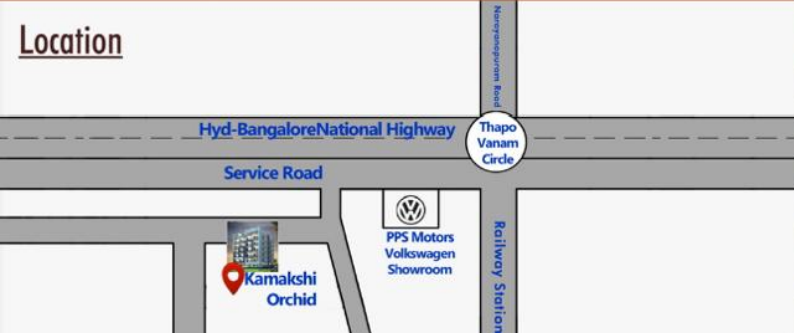 Location
Narayanapuram Road
Hyd-BangaloreNational Highway
Thapo
Vanam
Circle
Service Road
PPS Motors
Volkswagen
Showroom
Railway Station
Kamakshi
Orchid